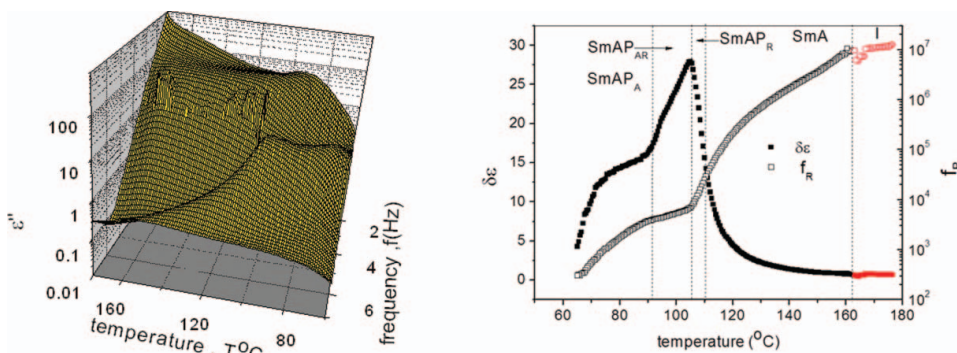 100
10
1
0.1
0.01
ε''
160
120
80
temperature , T°C
2
4
6
frequency ,f(Hz)
SmAP_AR
SmAP_R SmA I
SmAP_A
30
25
20
15
10
5
0
δε
δε
f_R
10^7
10^6
10^5
10^4
10^3
10^2
f_R
60 80 100 120 140 160 180
temperature (°C)